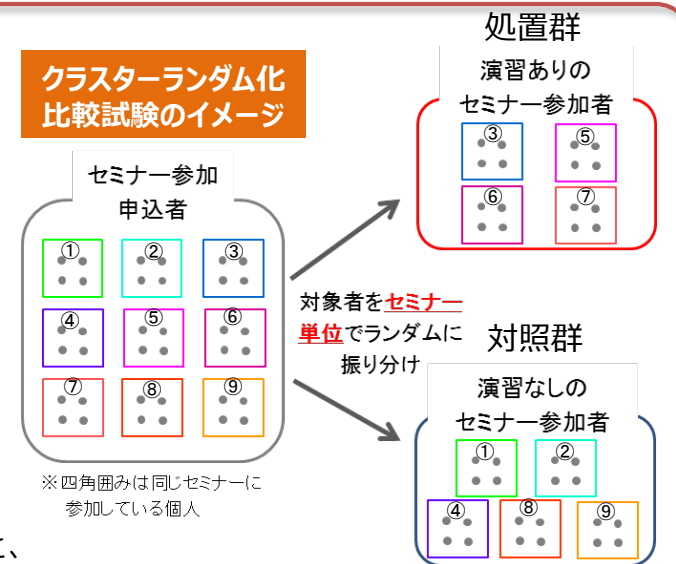 クラスターランダム化
比較試験のイメージ
セミナー参加
申込者
①
②
③
④
⑤
⑥
⑦
⑧
⑨
※四角囲みは同じセミナーに
参加している個人
対象者をセミナー
単位でランダムに
振り分け
処置群
演習ありの
セミナー参加者
③
⑤
⑥
⑦
対照群
演習なしの
セミナー参加者
①
②
④
⑧
⑨